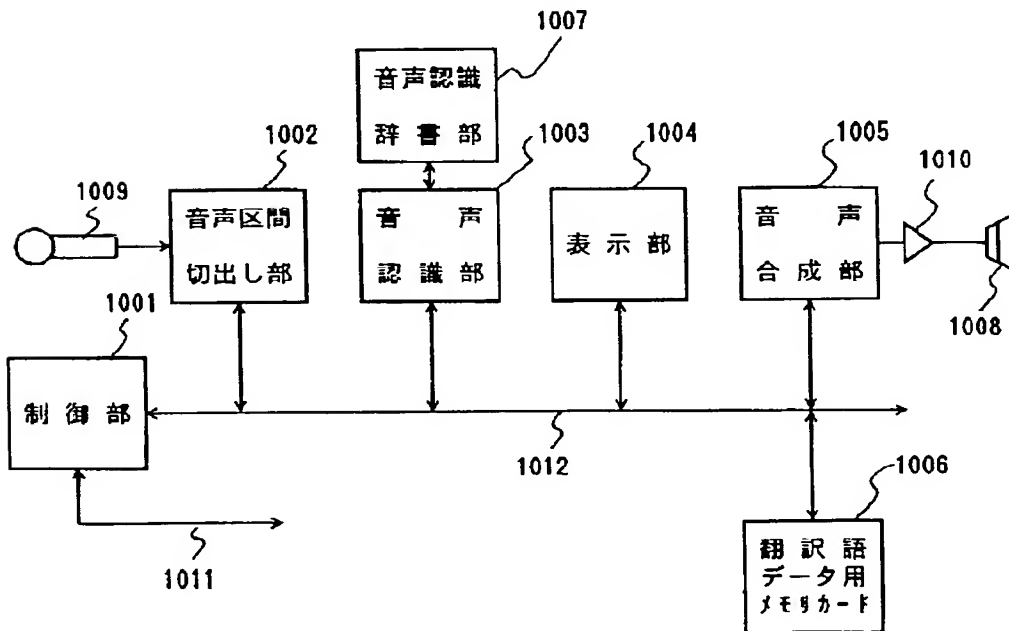 1007
音声認識
辞書部
1002
1003
1004
1005
1010
1009
音声区間
切出し部
音声
認識部
表示部
音声
合成部
1008
1001
制御部
1012
1006
1011
翻訳語
データ用
メモリカード